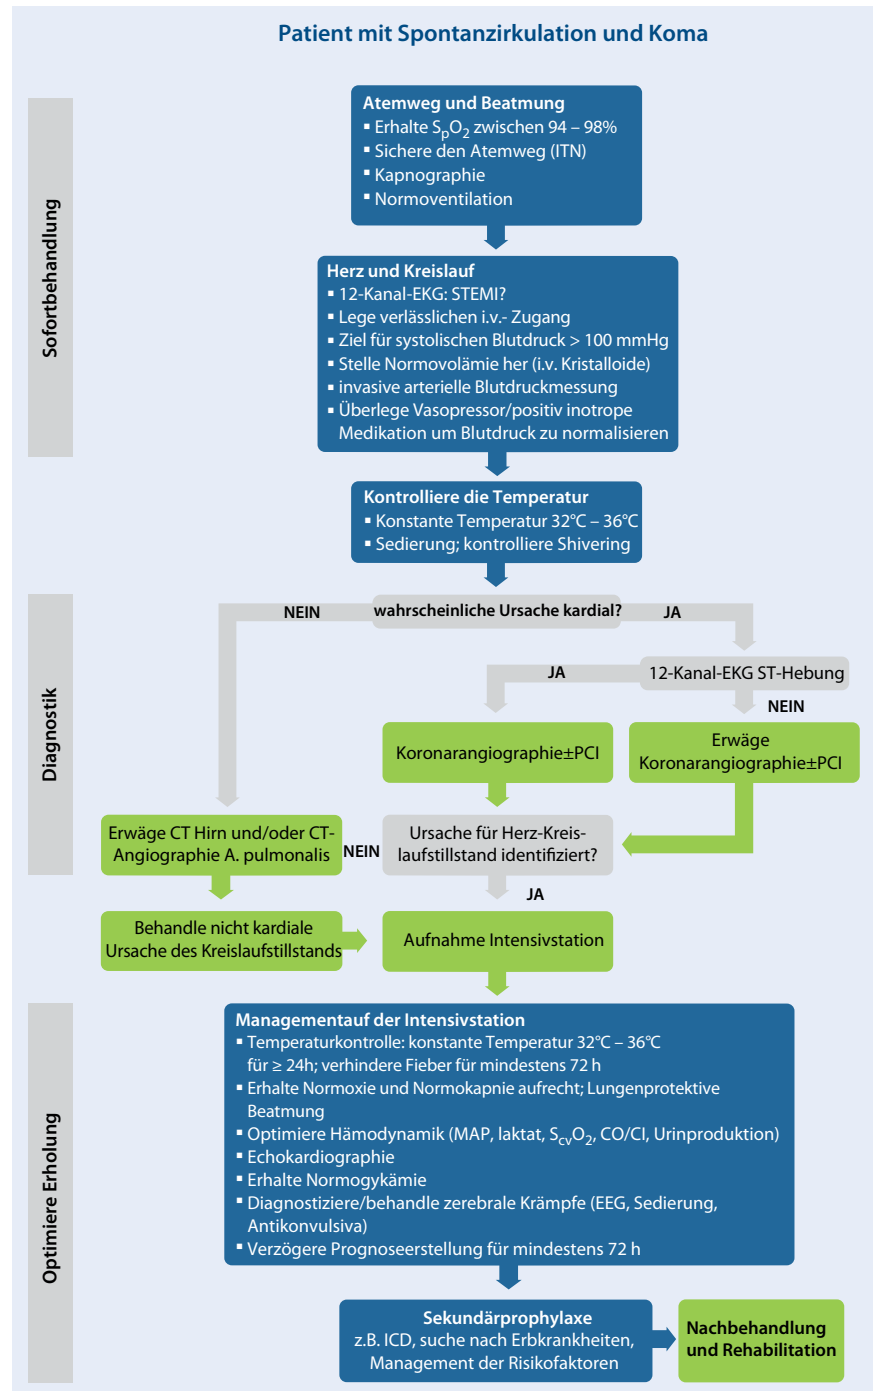 Patient mit Spontanzirkulation und Koma
Sofortbehandlung
Atemweg und Beatmung
▪ Erhalte SpO2 zwischen 94 – 98%
▪ Sichere den Atemweg (ITN)
▪ Kapnographie
▪ Normoventilation
Herz und Kreislauf
▪ 12-Kanal-EKG: STEMI?
▪ Lege verlässlichen i.v.- Zugang
▪ Ziel für systolischen Blutdruck > 100 mmHg
▪ Stelle Normovolämie her (i.v. Kristalloide)
▪ invasive arterielle Blutdruckmessung
▪ Überlege Vasopressor/positiv inotrope
Medikation um Blutdruck zu normalisieren
Kontrolliere die Temperatur
▪ Konstante Temperatur 32°C – 36°C
▪ Sedierung; kontrolliere Shivering
Diagnostik
NEIN
wahrscheinliche Ursache kardial?
JA
12-Kanal-EKG ST-Hebung
JA
NEIN
Koronarangiographie±PCI
Erwäge
Koronarangiographie±PCI
Erwäge CT Hirn und/oder CT-
Angiographie A. pulmonalis
NEIN
Ursache für Herz-Kreis-
laufstillstand identifiziert?
JA
Behandle nicht kardiale
Ursache des Kreislaufstillstands
Aufnahme Intensivstation
Optimiere Erholung
Managementauf der Intensivstation
▪ Temperaturkontrolle: konstante Temperatur 32°C – 36°C
für ≥ 24h; verhindere Fieber für mindestens 72 h
▪ Erhalte Normoxie und Normokapnie aufrecht; Lungenprotektive
Beatmung
▪ Optimiere Hämodynamik (MAP, laktat, ScvO2, CO/CI, Urinproduktion)
▪ Echokardiographie
▪ Erhalte Normogykämie
▪ Diagnostiziere/behandle zerebrale Krämpfe (EEG, Sedierung,
Antikonvulsiva)
▪ Verzögere Prognoseerstellung für mindestens 72 h
Sekundärprophylaxe
z.B. ICD, suche nach Erbkrankheiten,
Management der Risikofaktoren
Nachbehandlung
und Rehabilitation